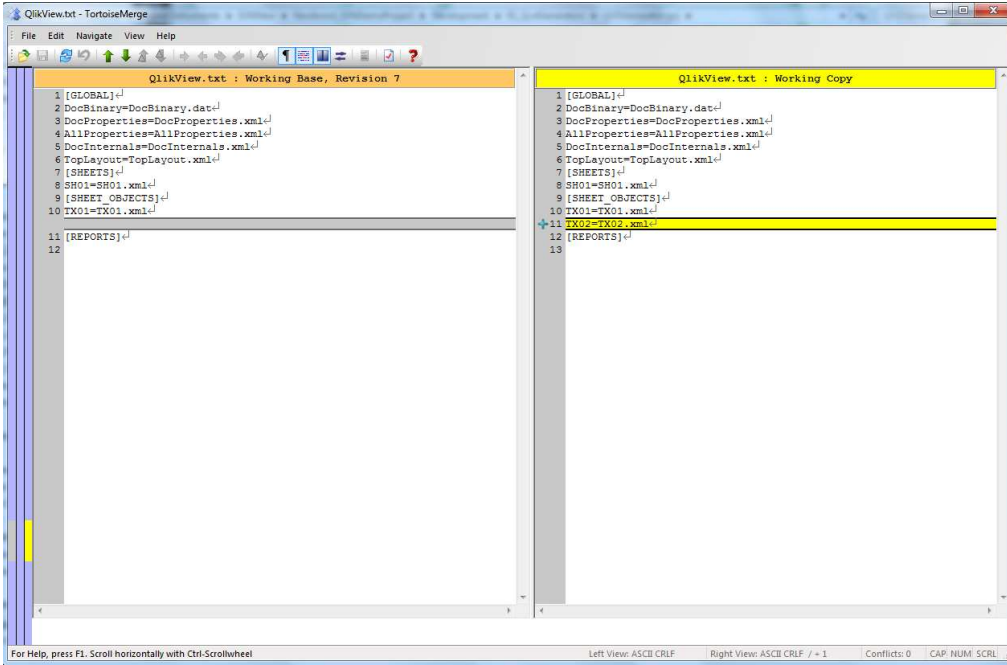 QlikView.txt - TortoiseMerge
File Edit Navigate View Help
QlikView.txt : Working Base, Revision 7
1 [GLOBAL]
2 DocBinary=DocBinary.dat
3 DocProperties=DocProperties.xml
4 AllProperties=AllProperties.xml
5 DocInternals=DocInternals.xml
6 TopLayout=TopLayout.xml
7 [SHEETS]
8 SH01=SH01.xml
9 [SHEET_OBJECTS]
10 TX01=TX01.xml
11 [REPORTS]
12
QlikView.txt : Working Copy
1 [GLOBAL]
2 DocBinary=DocBinary.dat
3 DocProperties=DocProperties.xml
4 AllProperties=AllProperties.xml
5 DocInternals=DocInternals.xml
6 TopLayout=TopLayout.xml
7 [SHEETS]
8 SH01=SH01.xml
9 [SHEET_OBJECTS]
10 TX01=TX01.xml
11 TX02=TX02.xml
12 [REPORTS]
13
For Help, press F1. Scroll horizontally with Ctrl-Scrollwheel
Left View: ASCII CRLF
Right View: ASCII CRLF / + 1
Conflicts: 0
CAP NUM SCRL